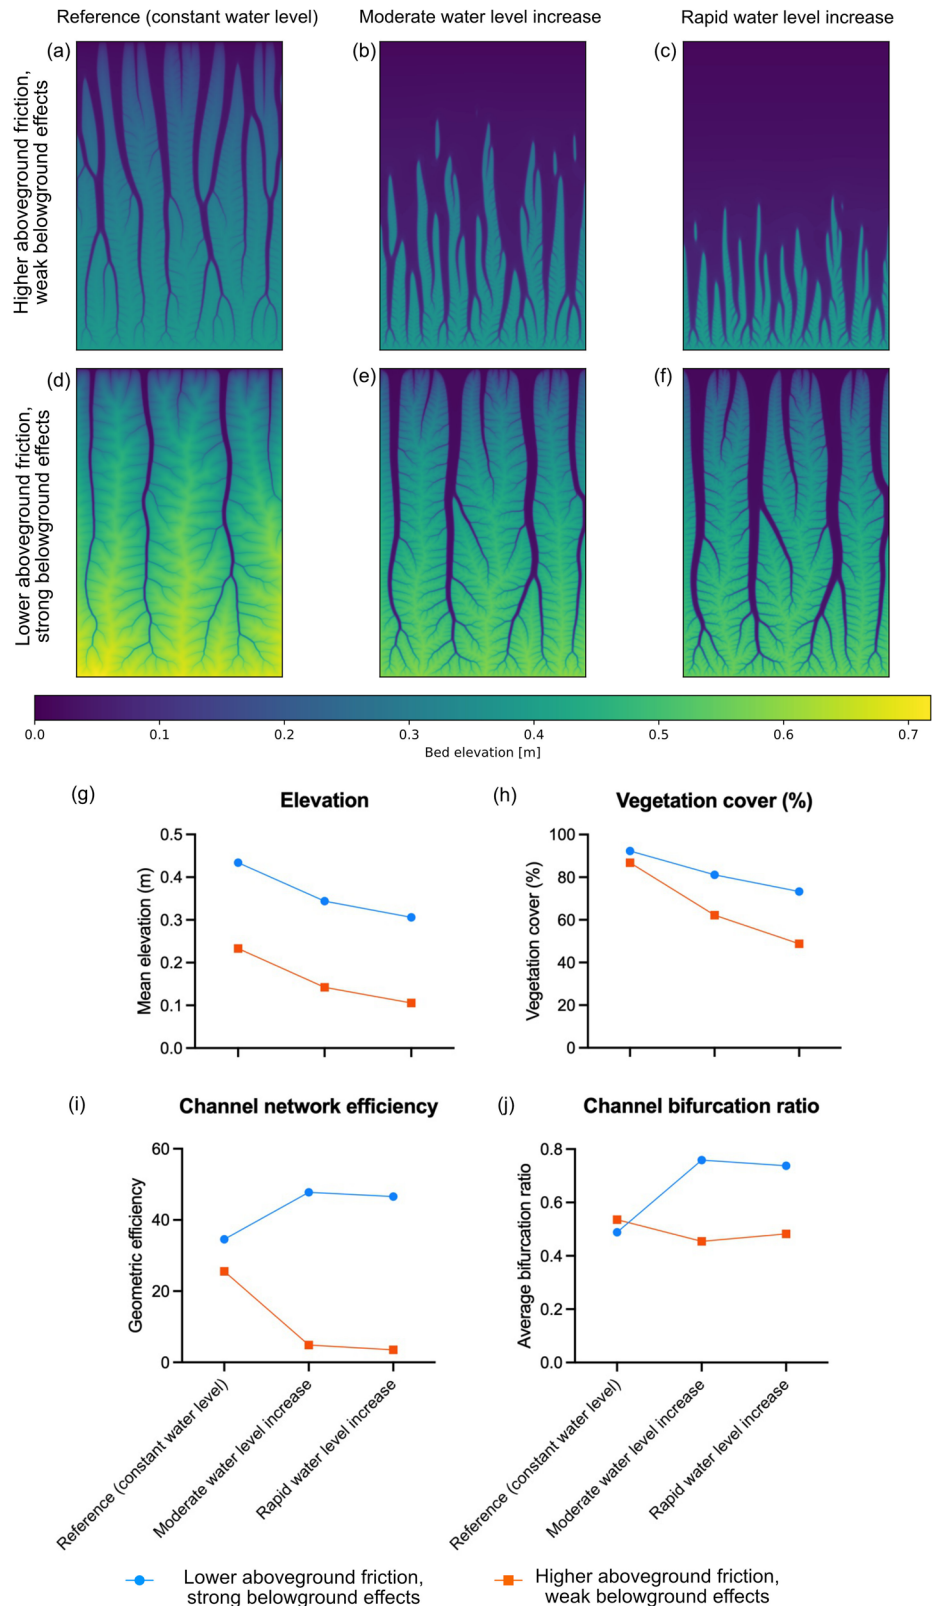 Reference (constant water level)
Moderate water level increase
Rapid water level increase
(a)
(b)
(c)
Higher aboveground friction,
weak belowground effects
(d)
(e)
(f)
Lower aboveground friction,
strong belowground effects
0.0 0.1 0.2 0.3 0.4 0.5 0.6 0.7
Bed elevation [m]
(g)
Elevation
Mean elevation (m)
0.5
0.4
0.3
0.2
0.1
0.0
(h)
Vegetation cover (%)
Vegetation cover (%)
100
80
60
40
20
0
(i)
Channel network efficiency
Geometric efficiency
60
40
20
0
Reference (constant water level)
Moderate water level increase
Rapid water level increase
(j)
Channel bifurcation ratio
Average bifurcation ratio
0.8
0.6
0.4
0.2
0.0
Reference (constant water level)
Moderate water level increase
Rapid water level increase
Lower aboveground friction,
strong belowground effects
Higher aboveground friction,
weak belowground effects